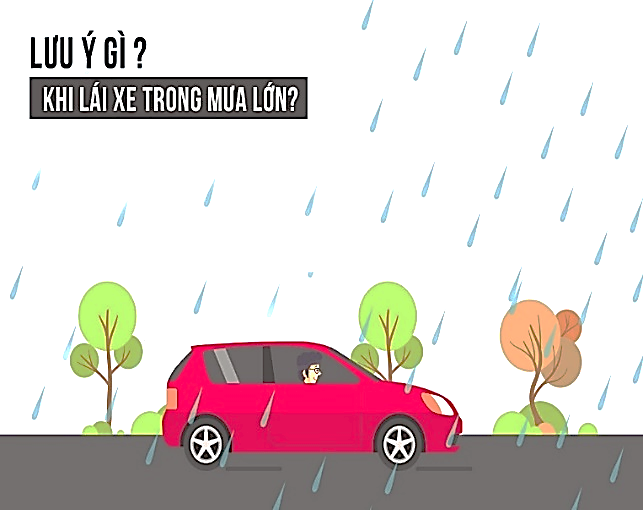 LƯU Ý GÌ ?
KHI LÁI XE TRONG MƯA LỚN?